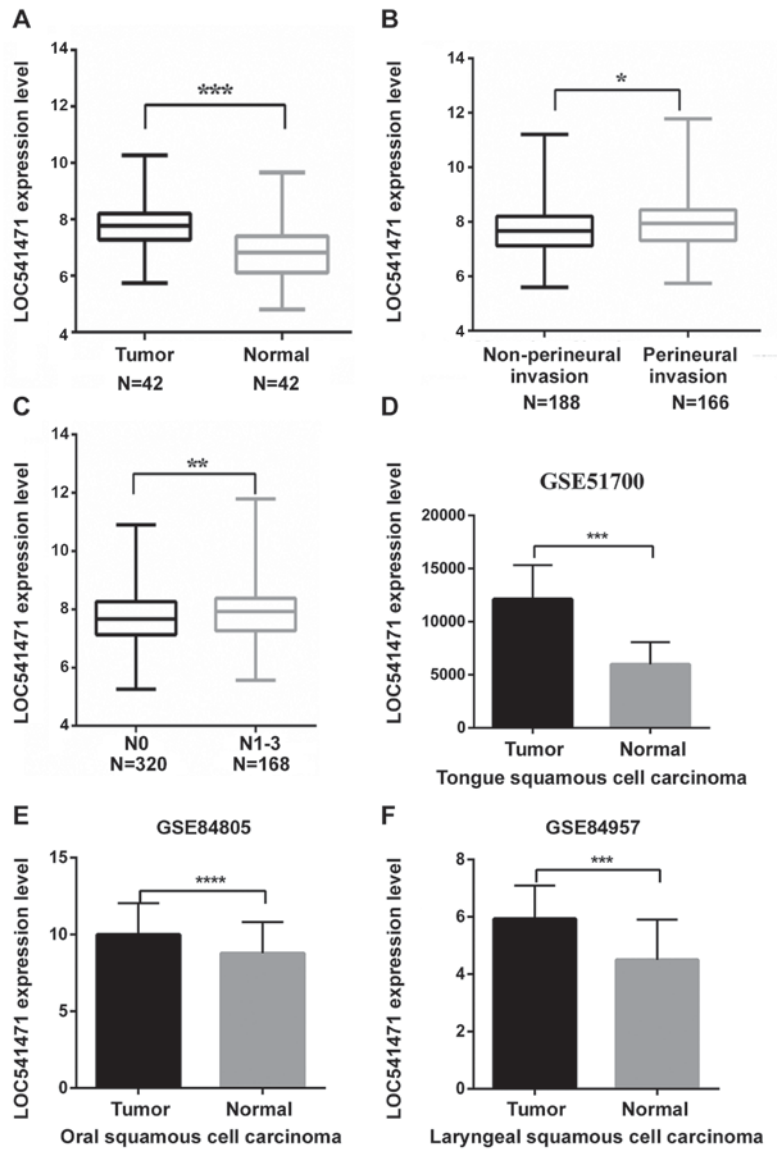 A
LOC541471 expression level
14
12
10
8
6
4
***
Tumor
Normal
N=42
N=42
B
LOC541471 expression level
14
12
10
8
6
4
*
Non-perineural
invasion
Perineural
invasion
N=188
N=166
C
LOC541471 expression level
14
12
10
8
6
4
**
N0
N1-3
N=320
N=168
D
GSE51700
LOC541471 expression level
20000
15000
10000
5000
0
***
Tumor
Normal
Tongue squamous cell carcinoma
E
GSE84805
LOC541471 expression level
15
10
5
0
****
Tumor
Normal
Oral squamous cell carcinoma
F
GSE84957
LOC541471 expression level
8
6
4
2
0
***
Tumor
Normal
Laryngeal squamous cell carcinoma